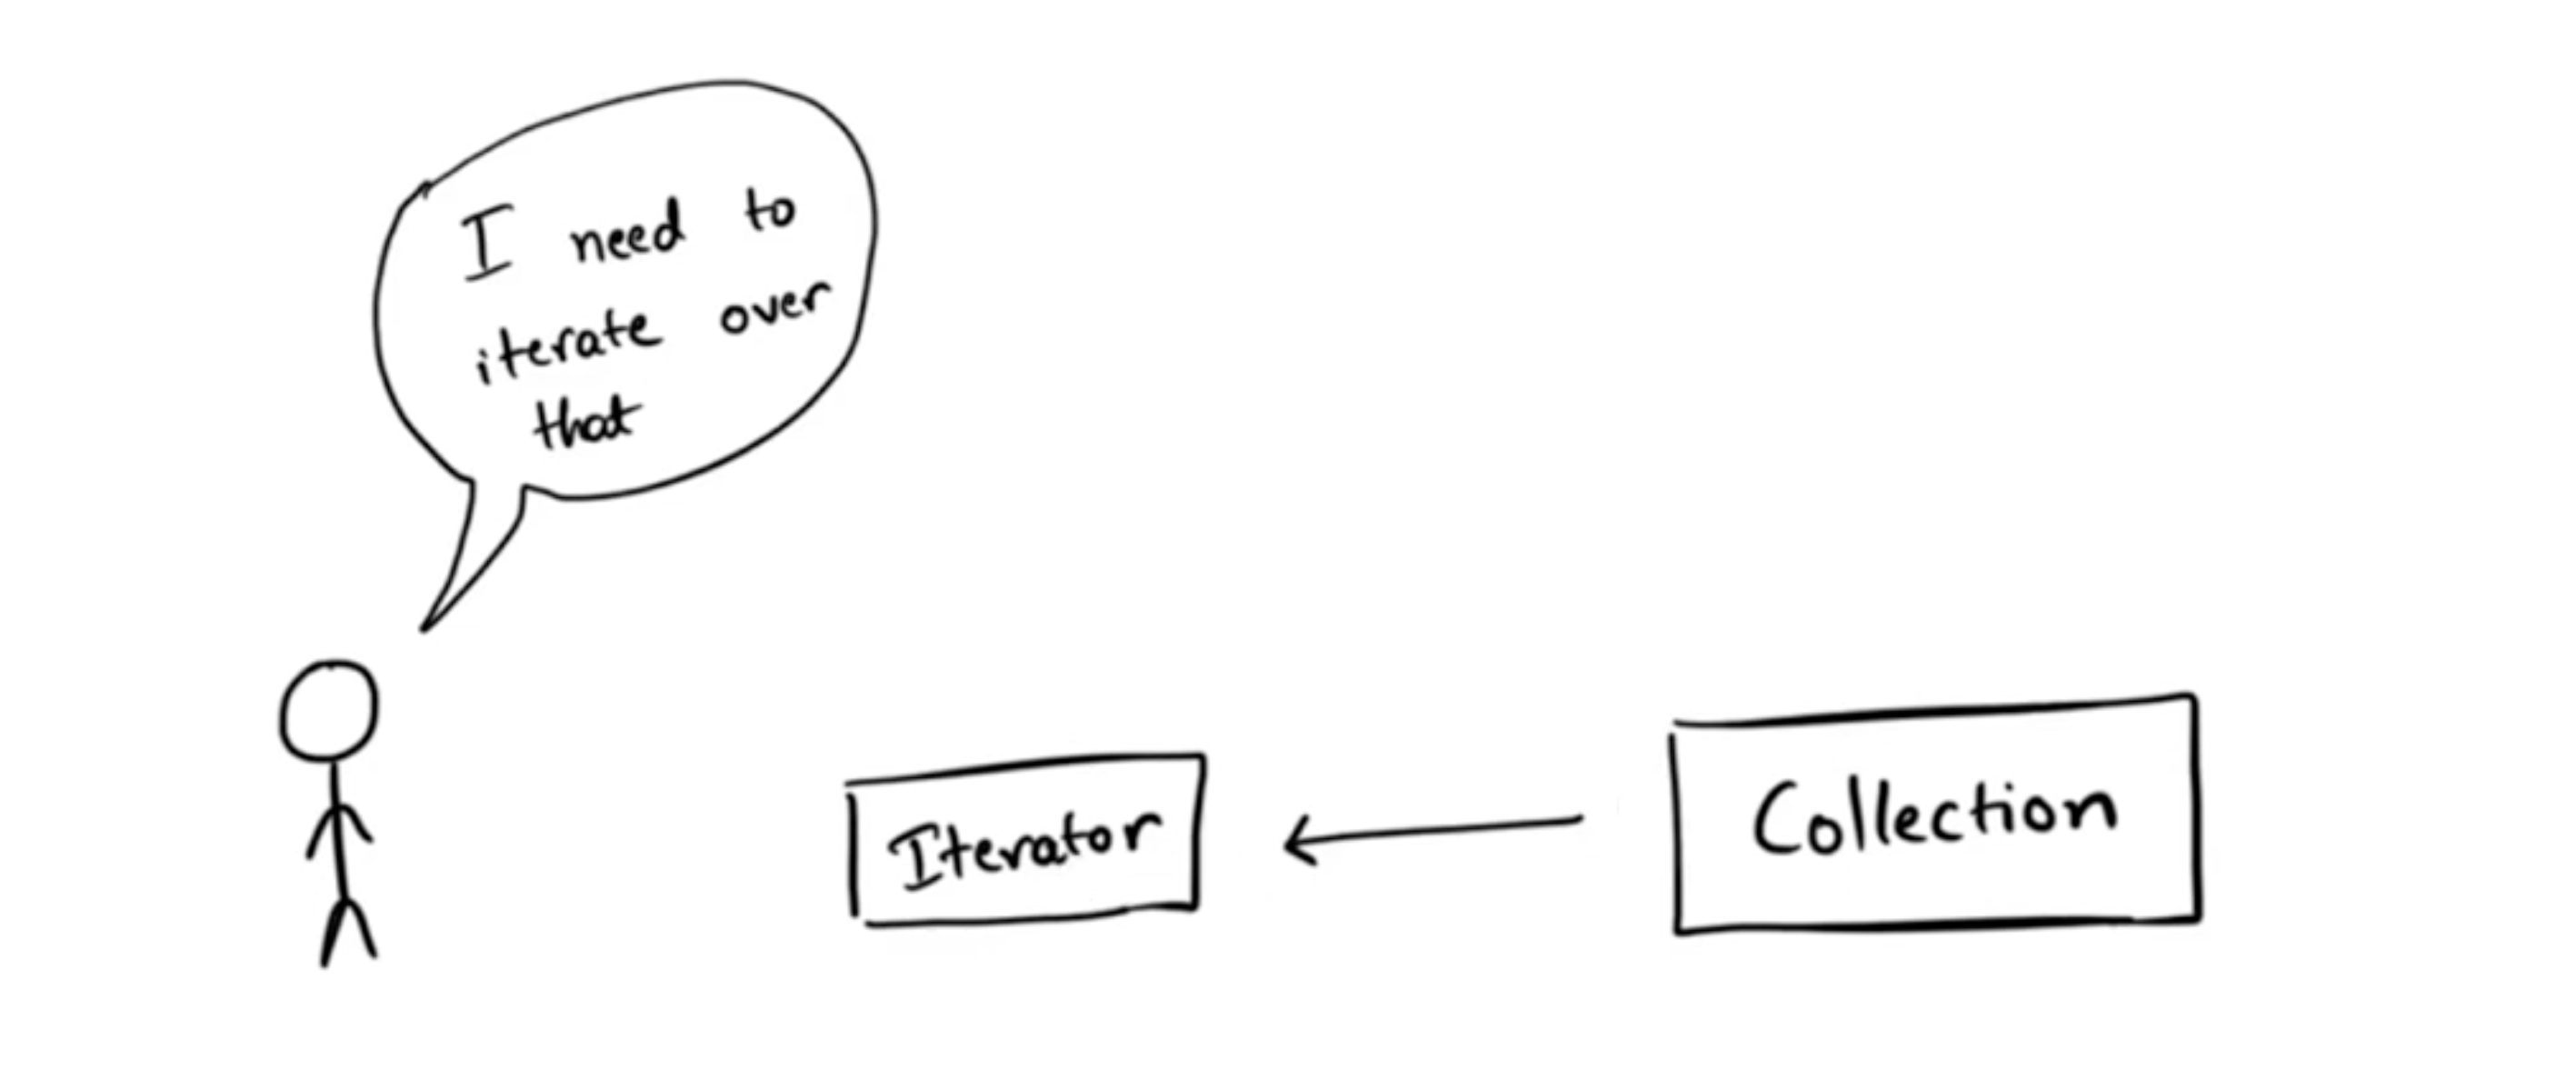 I need to
iterate over
that
Iterator
Collection